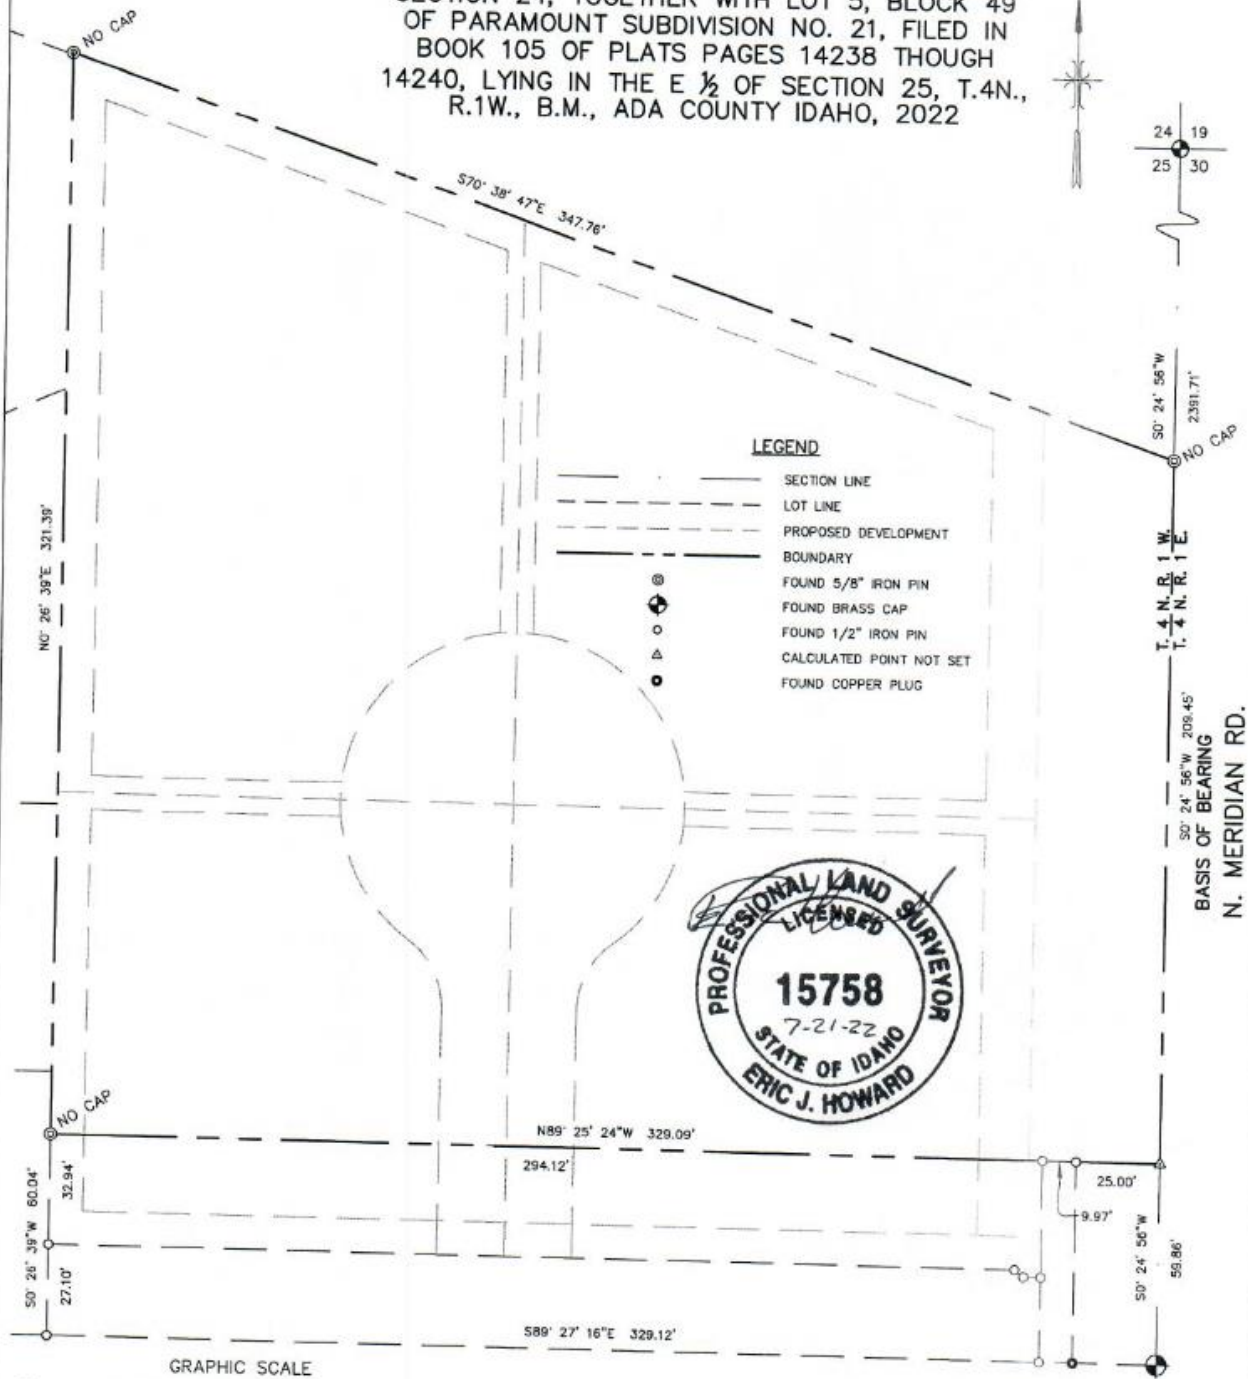 SECTION 24, TOGETHER WITH LOT 5, BLOCK 49
OF PARAMOUNT SUBDIVISION NO. 21, FILED IN
BOOK 105 OF PLATS PAGES 14238 THOUGH
14240, LYING IN THE E ½ OF SECTION 25, T.4N.,
R.1W., B.M., ADA COUNTY IDAHO, 2022
NO CAP
24 19
25 30
S70° 38' 47"E 347.76'
S0° 24' 56"W
2391.71'
NO CAP
LEGEND
SECTION LINE
LOT LINE
PROPOSED DEVELOPMENT
BOUNDARY
FOUND 5/8" IRON PIN
FOUND BRASS CAP
FOUND 1/2" IRON PIN
CALCULATED POINT NOT SET
FOUND COPPER PLUG
N0° 26' 39"E 321.39'
T. 4 N. R. 1 W.
T. 4 N. R. 1 E.
S0° 24' 56"W 209.45'
BASIS OF BEARING
N. MERIDIAN RD.
PROFESSIONAL LAND SURVEYOR
LICENSED
15758
7-21-22
STATE OF IDAHO
ERIC J. HOWARD
NO CAP
N89° 25' 24"W 329.09'
294.12'
25.00'
9.97'
S0° 26' 39"W 60.04'
32.94'
27.10'
S0° 24' 56"W
59.86'
S89° 27' 16"E 329.12'
GRAPHIC SCALE